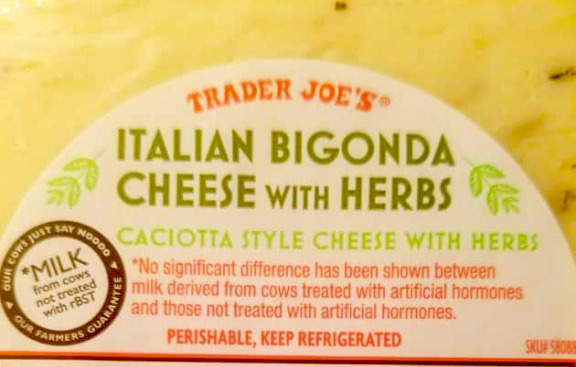 TRADER JOE'S®
ITALIAN BIGONDA
CHEESE WITH HERBS
CACIOTTA STYLE CHEESE WITH HERBS
*No significant difference has been shown between
milk derived from cows treated with artificial hormones
and those not treated with artificial hormones.
PERISHABLE, KEEP REFRIGERATED
OUR COWS JUST SAY NOOOO
*MILK
from cows
not treated
with rBST
OUR FARMERS GUARANTEE
SKU#